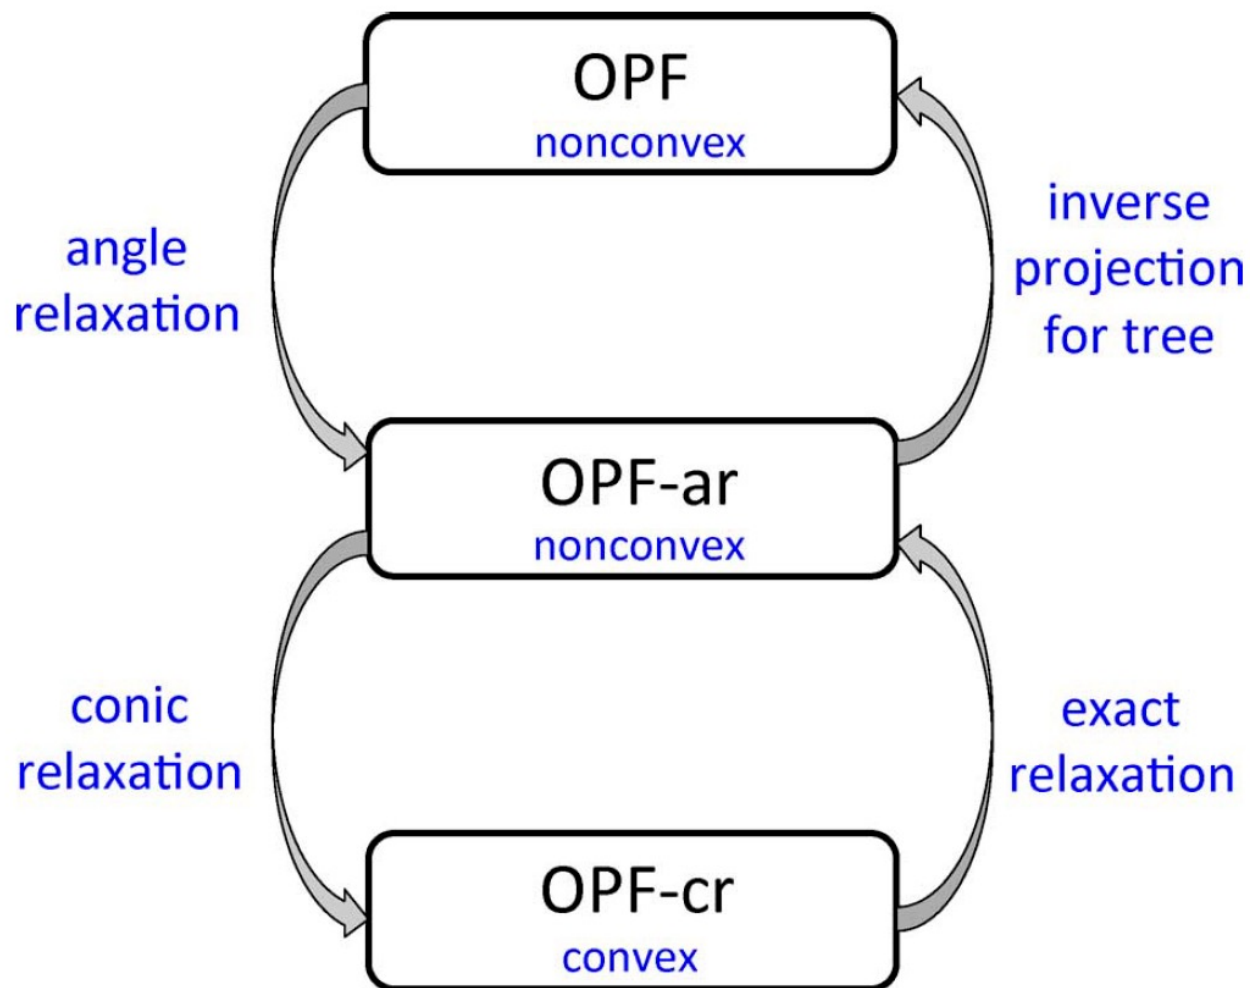 OPF
nonconvex
angle
relaxation
inverse
projection
for tree
OPF-ar
nonconvex
conic
relaxation
exact
relaxation
OPF-cr
convex